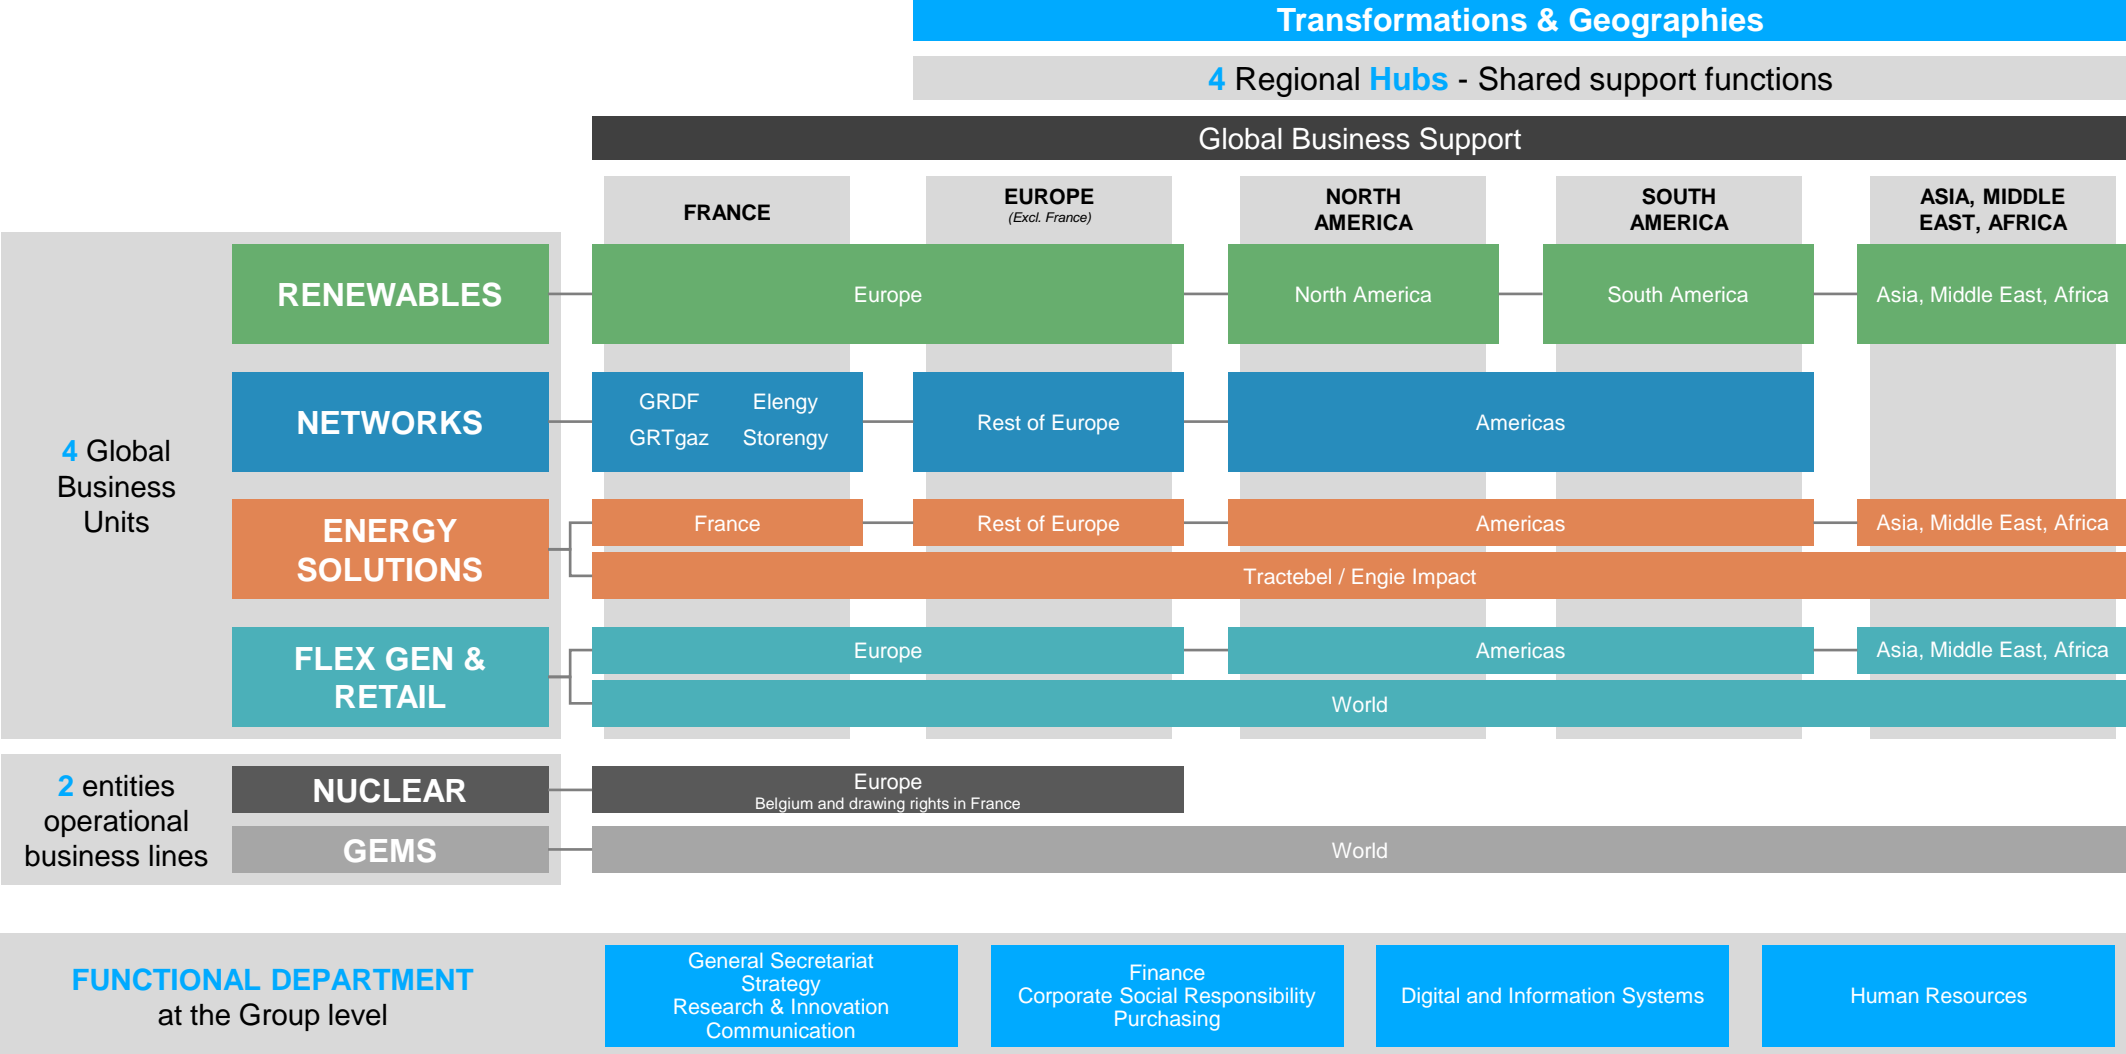 Transformations & Geographies
4 Regional Hubs - Shared support functions
Global Business Support
FRANCE
EUROPE
(Excl. France)
NORTH
AMERICA
SOUTH
AMERICA
ASIA, MIDDLE
EAST, AFRICA
4 Global
Business
Units
RENEWABLES
Europe
North America
South America
Asia, Middle East, Africa
NETWORKS
GRDF Elengy
GRTgaz Storengy
Rest of Europe
Americas
ENERGY
SOLUTIONS
France
Rest of Europe
Americas
Asia, Middle East, Africa
Tractebel / Engie Impact
FLEX GEN &
RETAIL
Europe
Americas
Asia, Middle East, Africa
World
2 entities
operational
business lines
NUCLEAR
Europe
Belgium and drawing rights in France
GEMS
World
FUNCTIONAL DEPARTMENT
at the Group level
General Secretariat
Strategy
Research & Innovation
Communication
Finance
Corporate Social Responsibility
Purchasing
Digital and Information Systems
Human Resources